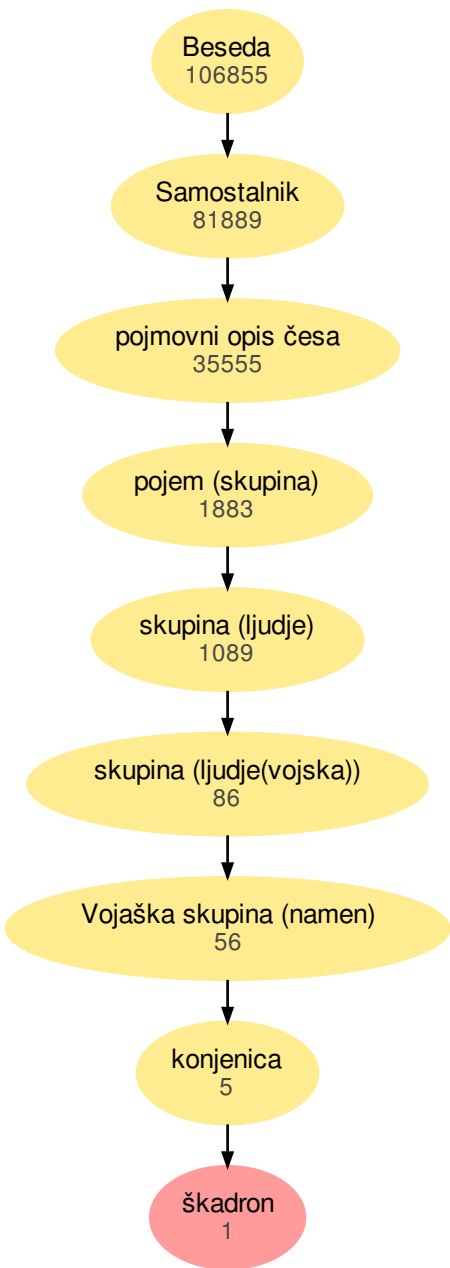 Beseda
106855
Samostalnik
81889
pojmovni opis česa
35555
pojem (skupina)
1883
skupina (ljudje)
1089
skupina (ljudje(vojska))
86
Vojaška skupina (namen)
56
konjenica
5
škadron
1